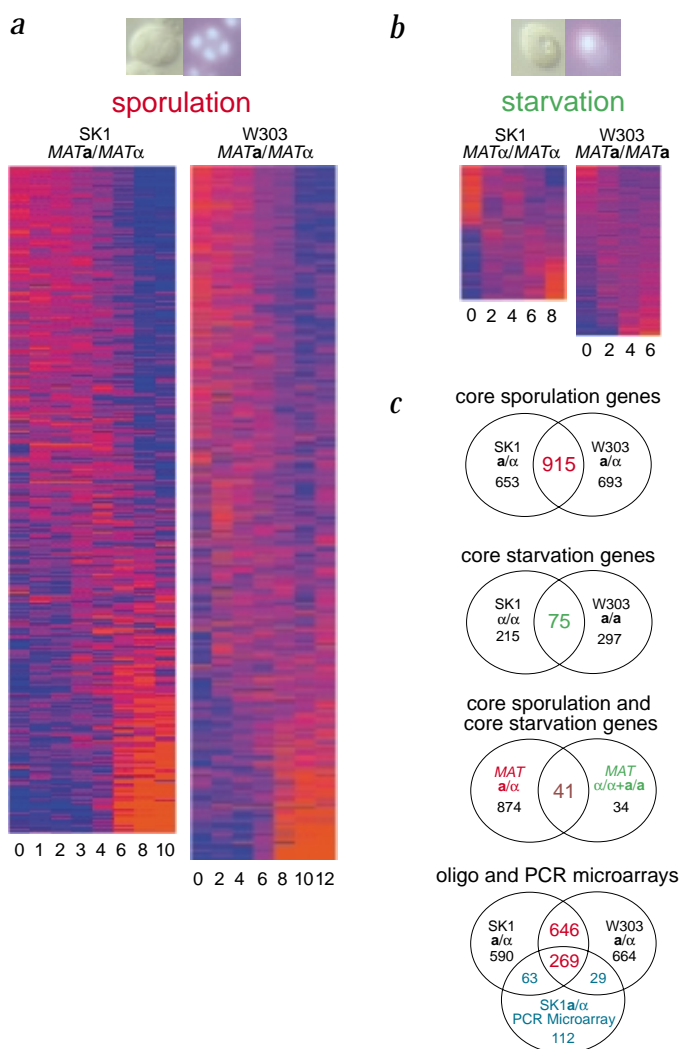 a
sporulation
SK1
MATa/MATα
W303
MATa/MATα
0 1 2 3 4 6 8 10
0 2 4 6 8 10 12
b
starvation
SK1
MATα/MATα
W303
MATa/MATa
0 2 4 6 8
0 2 4 6
c
core sporulation genes
SK1
a/α
653
915
W303
a/α
693
core starvation genes
SK1
α/α
215
75
W303
a/a
297
core sporulation and
core starvation genes
MAT
a/α
874
41
MAT
α/α+a/a
34
oligo and PCR microarrays
SK1
a/α
590
646
W303
a/α
664
269
63
29
SK1a/α
PCR Microarray
112